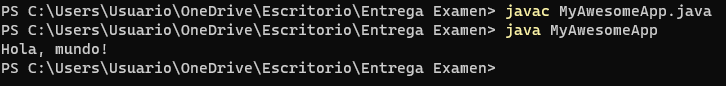 PS C:\Users\Usuario\OneDrive\Escritorio\Entrega Examen> javac MyAwesomeApp.java
PS C:\Users\Usuario\OneDrive\Escritorio\Entrega Examen> java MyAwesomeApp
Hola, mundo!
PS C:\Users\Usuario\OneDrive\Escritorio\Entrega Examen>